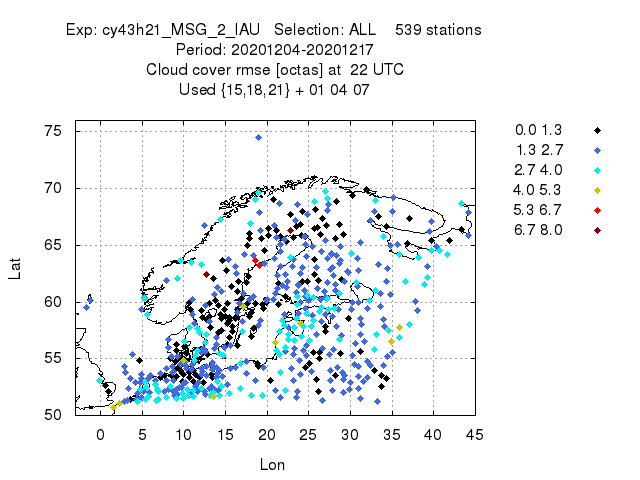 Exp: cy43h21_MSG_2_IAU   Selection: ALL    539 stations
Period: 20201204-20201217
Cloud cover rmse [octas] at  22 UTC
Used {15,18,21} + 01 04 07
75
70
65
60
55
50
Lat
0 5 10 15 20 25 30 35 40 45
Lon
0.0 1.3
1.3 2.7
2.7 4.0
4.0 5.3
5.3 6.7
6.7 8.0